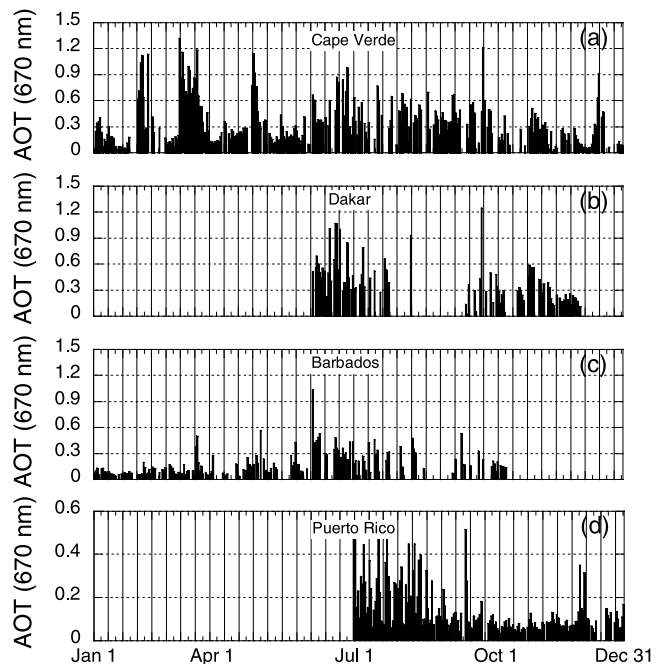 1.5
Cape Verde
(a)
1.2
0.9
0.6
0.3
0
AOT (670 nm)
1.5
Dakar
(b)
1.2
0.9
0.6
0.3
0
AOT (670 nm)
1.5
Barbados
(c)
1.2
0.9
0.6
0.3
0
AOT (670 nm)
0.6
Puerto Rico
(d)
0.4
0.2
0
AOT (670 nm)
Jan 1 Apr 1 Jul 1 Oct 1 Dec 31